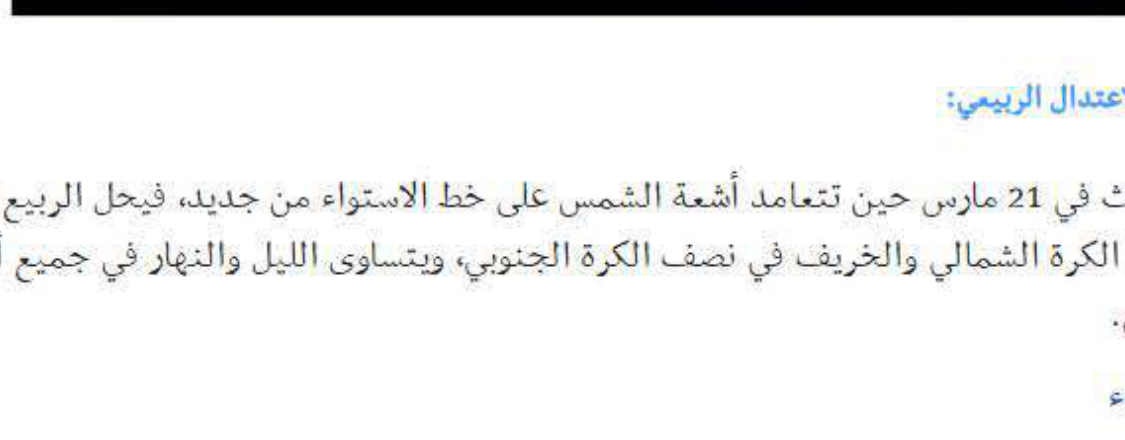 الربيعي:
في 21 مارس حين تتعامد أشعة الشمس على خط الاستواء من جديد، فيحل الربيع
الكرة الشمالي والخريف في نصف الكرة الجنوبي، ويتساوى الليل والنهار في جميع